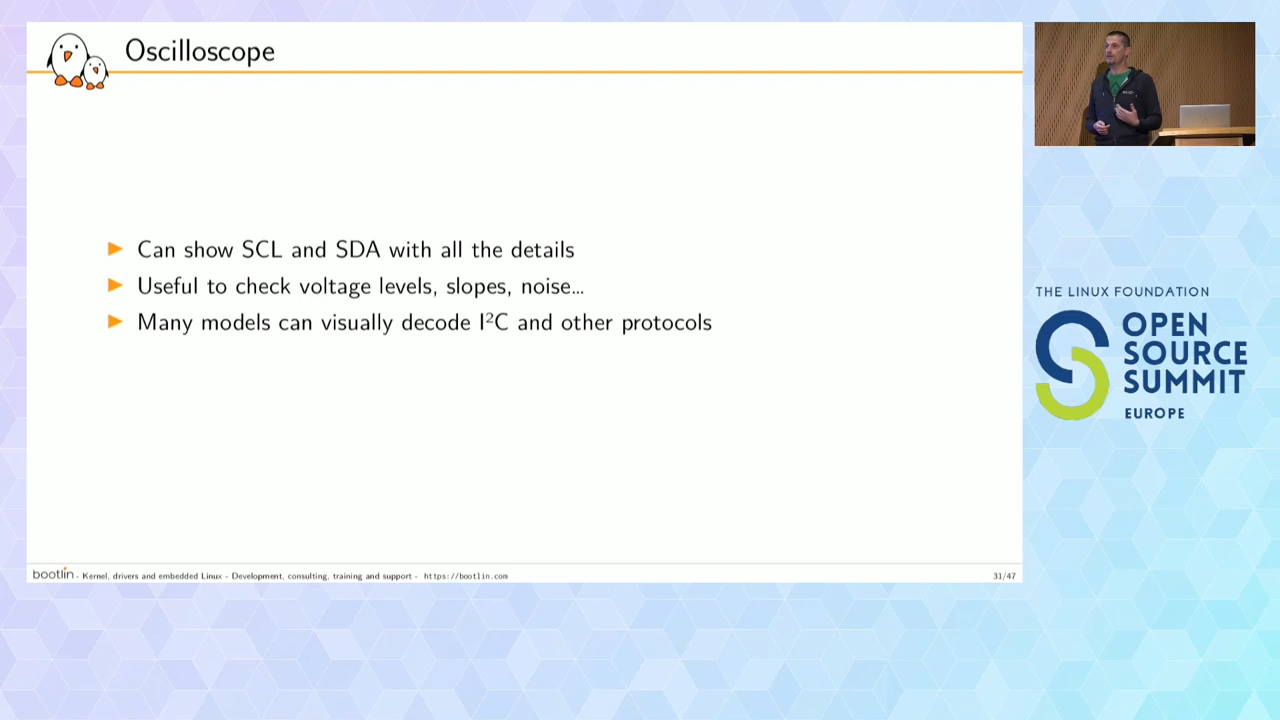 Oscilloscope
Can show SCL and SDA with all the details
Useful to check voltage levels, slopes, noise…
Many models can visually decode I²C and other protocols
bootlin - Kernel, drivers and embedded Linux - Development, consulting, training and support - https://bootlin.com
31/47
THE LINUX FOUNDATION
OPEN
SOURCE
SUMMIT
EUROPE